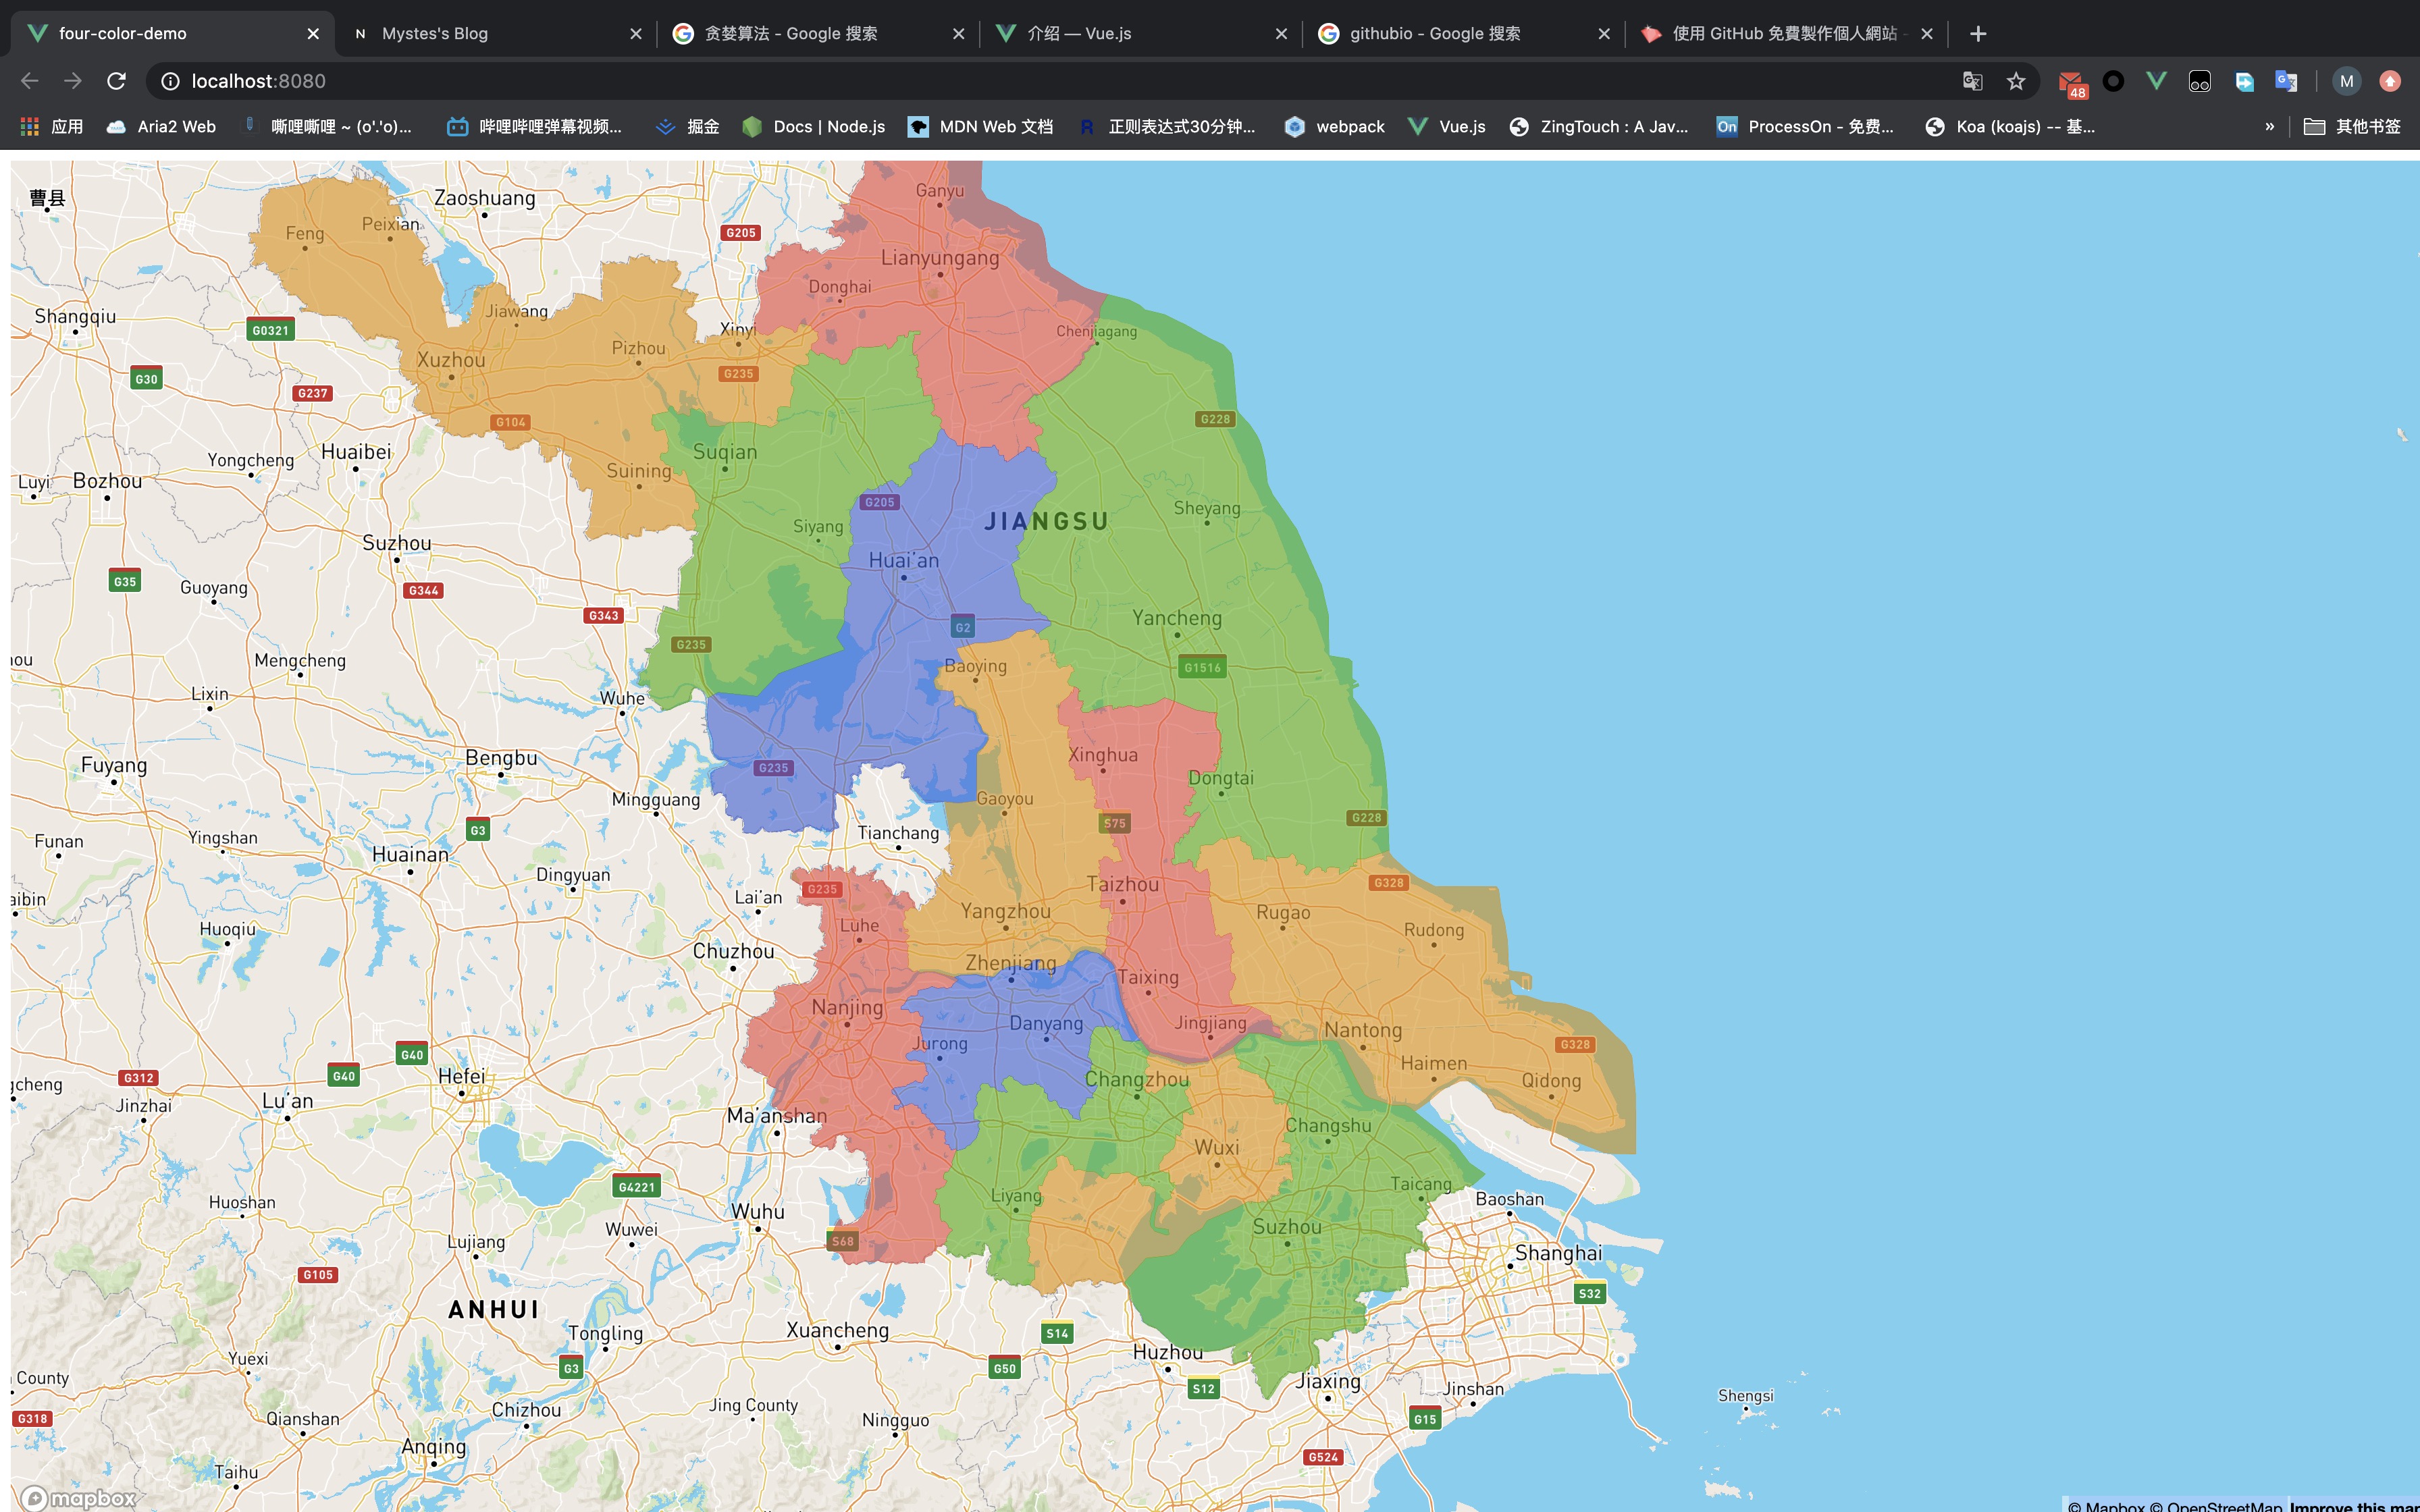 four-color-demo
Mystes's Blog
贪婪算法 - Google 搜索
介绍 — Vue.js
githubio - Google 搜索
使用 GitHub 免費製作個人網站 -
localhost:8080
48
M
应用
Aria2 Web
嘶哩嘶哩 ~ (o'.'o)...
哔哩哔哩弹幕视频...
掘金
Docs | Node.js
MDN Web 文档
正则表达式30分钟...
webpack
Vue.js
ZingTouch : A Jav...
On
ProcessOn - 免费...
Koa (koajs) -- 基...
»
其他书签
曹县
Zaoshuang
Ganyu
Feng
Peixian
G205
Lianyungang
Donghai
Shangqiu
G0321
Jiawang
Xinyi
Chenjiagang
Xuzhou
Pizhou
G30
G235
G237
G104
G228
Huaibei
Yongcheng
Suqian
Suining
Luyi
Bozhou
G205
JIANGSU
Sheyang
Siyang
Suzhou
Huai'an
G35
Guoyang
G344
G343
Yancheng
G2
G235
Mengcheng
Baoying
G1516
Lixin
Wuhe
Xinghua
Bengbu
Fuyang
G235
Dongtai
Mingguang
Gaoyou
S75
G228
G3
Tianchang
Funan
Yingshan
Huainan
Dingyuan
G235
Taizhou
G328
Lai'an
aibin
Yangzhou
Rugao
Huoqiu
Luhe
Rudong
Chuzhou
Zhenjiang
Taixing
Nanjing
Danyang
Jingjiang
Nantong
G40
Jurong
G328
Haimen
G312
G40
Hefei
Changzhou
Qidong
gcheng
Jinzhai
Lu'an
Ma'anshan
Changshu
Wuxi
G4221
Taicang
Huoshan
Liyang
Baoshan
Wuhu
Wuwei
Suzhou
S68
Lujiang
Shanghai
G105
S32
ANHUI
Tongling
Xuancheng
S14
Huzhou
Yuexi
G3
G50
County
S12
Jiaxing
Jinshan
Shengsi
G318
Qianshan
Chizhou
Jing County
Ningguo
G15
Anqing
G524
Taihu
mapbox
© Mapbox © OpenStreetMap Improve this map